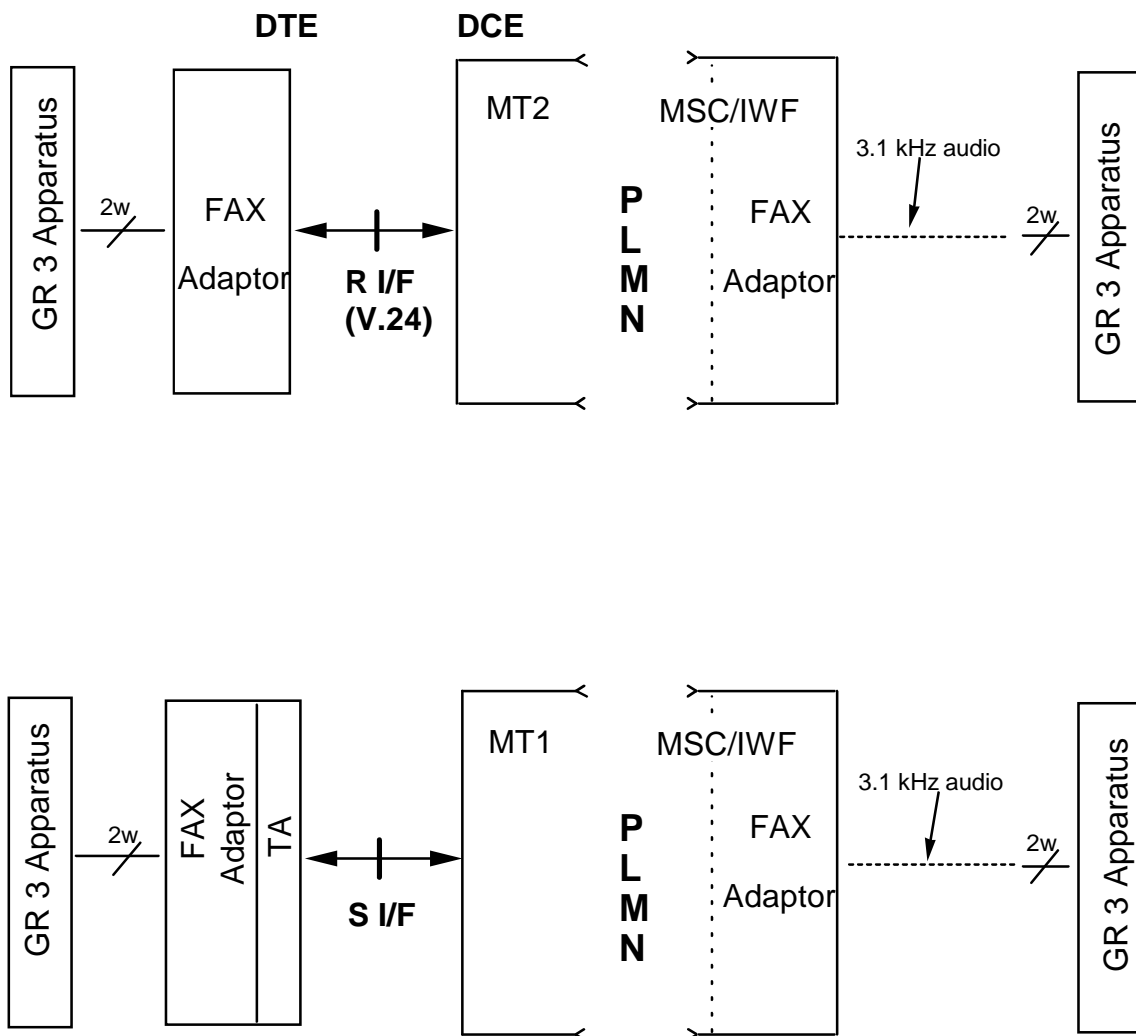 DTE
DCE
GR 3 Apparatus
2w
FAX
Adaptor
R I/F
(V.24)
MT2
P
L
M
N
MSC/IWF
FAX
Adaptor
3.1 kHz audio
2w
GR 3 Apparatus
GR 3 Apparatus
2w
FAX
Adaptor
TA
S I/F
MT1
P
L
M
N
MSC/IWF
FAX
Adaptor
3.1 kHz audio
2w
GR 3 Apparatus